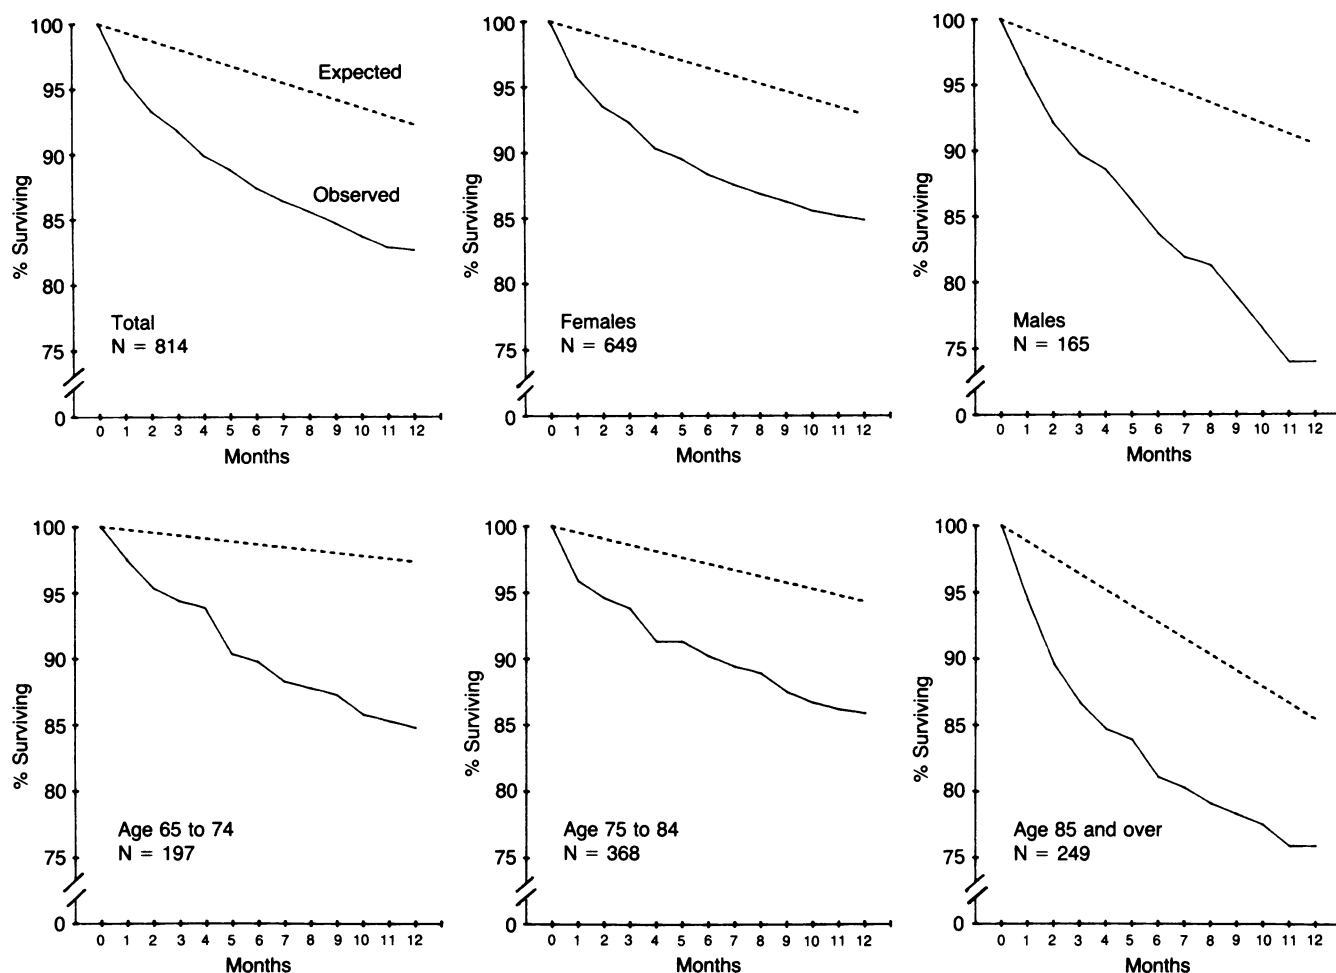 100
95
90
85
80
75
0
% Surviving
Expected
Observed
Total
N = 814
0 1 2 3 4 5 6 7 8 9 10 11 12
Months
100
95
90
85
80
75
0
% Surviving
Females
N = 649
0 1 2 3 4 5 6 7 8 9 10 11 12
Months
100
95
90
85
80
75
0
% Surviving
Males
N = 165
0 1 2 3 4 5 6 7 8 9 10 11 12
Months
100
95
90
85
80
75
0
% Surviving
Age 65 to 74
N = 197
0 1 2 3 4 5 6 7 8 9 10 11 12
Months
100
95
90
85
80
75
0
% Surviving
Age 75 to 84
N = 368
0 1 2 3 4 5 6 7 8 9 10 11 12
Months
100
95
90
85
80
75
0
% Surviving
Age 85 and over
N = 249
0 1 2 3 4 5 6 7 8 9 10 11 12
Months